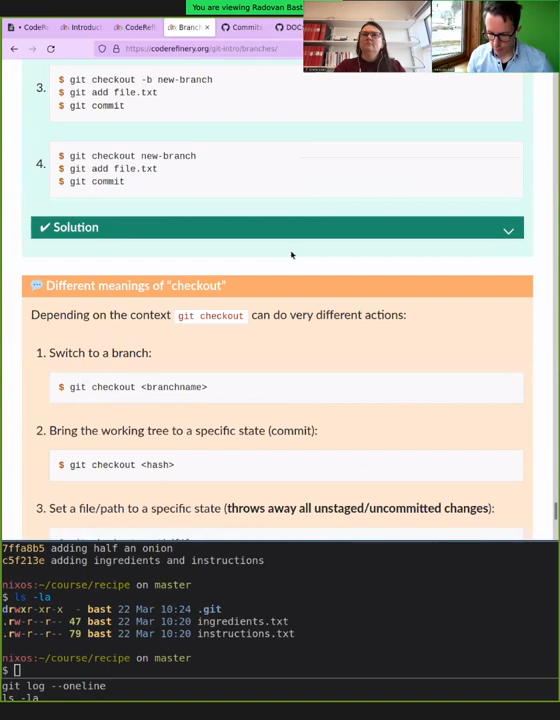 You are viewing Radovan Bast
CodeR
Introduc
CodeRefi
Branch
Commits
DOC
https://coderefinery.org/git-intro/branches/
3.
$ git checkout -b new-branch
$ git add file.txt
$ git commit
4.
$ git checkout new-branch
$ git add file.txt
$ git commit
✔ Solution
💬 Different meanings of "checkout"
Depending on the context git checkout can do very different actions:
1. Switch to a branch:
$ git checkout <branchname>
2. Bring the working tree to a specific state (commit):
$ git checkout <hash>
3. Set a file/path to a specific state (throws away all unstaged/uncommitted changes):
7ffa8b5 adding half an onion
c5f213e adding ingredients and instructions
nixos:~/course/recipe on master
$ ls -la
drwxr-xr-x - bast 22 Mar 10:24 .git
.rw-r--r-- 47 bast 22 Mar 10:20 ingredients.txt
.rw-r--r-- 79 bast 22 Mar 10:20 instructions.txt
nixos:~/course/recipe on master
$
git log --oneline
ls -la